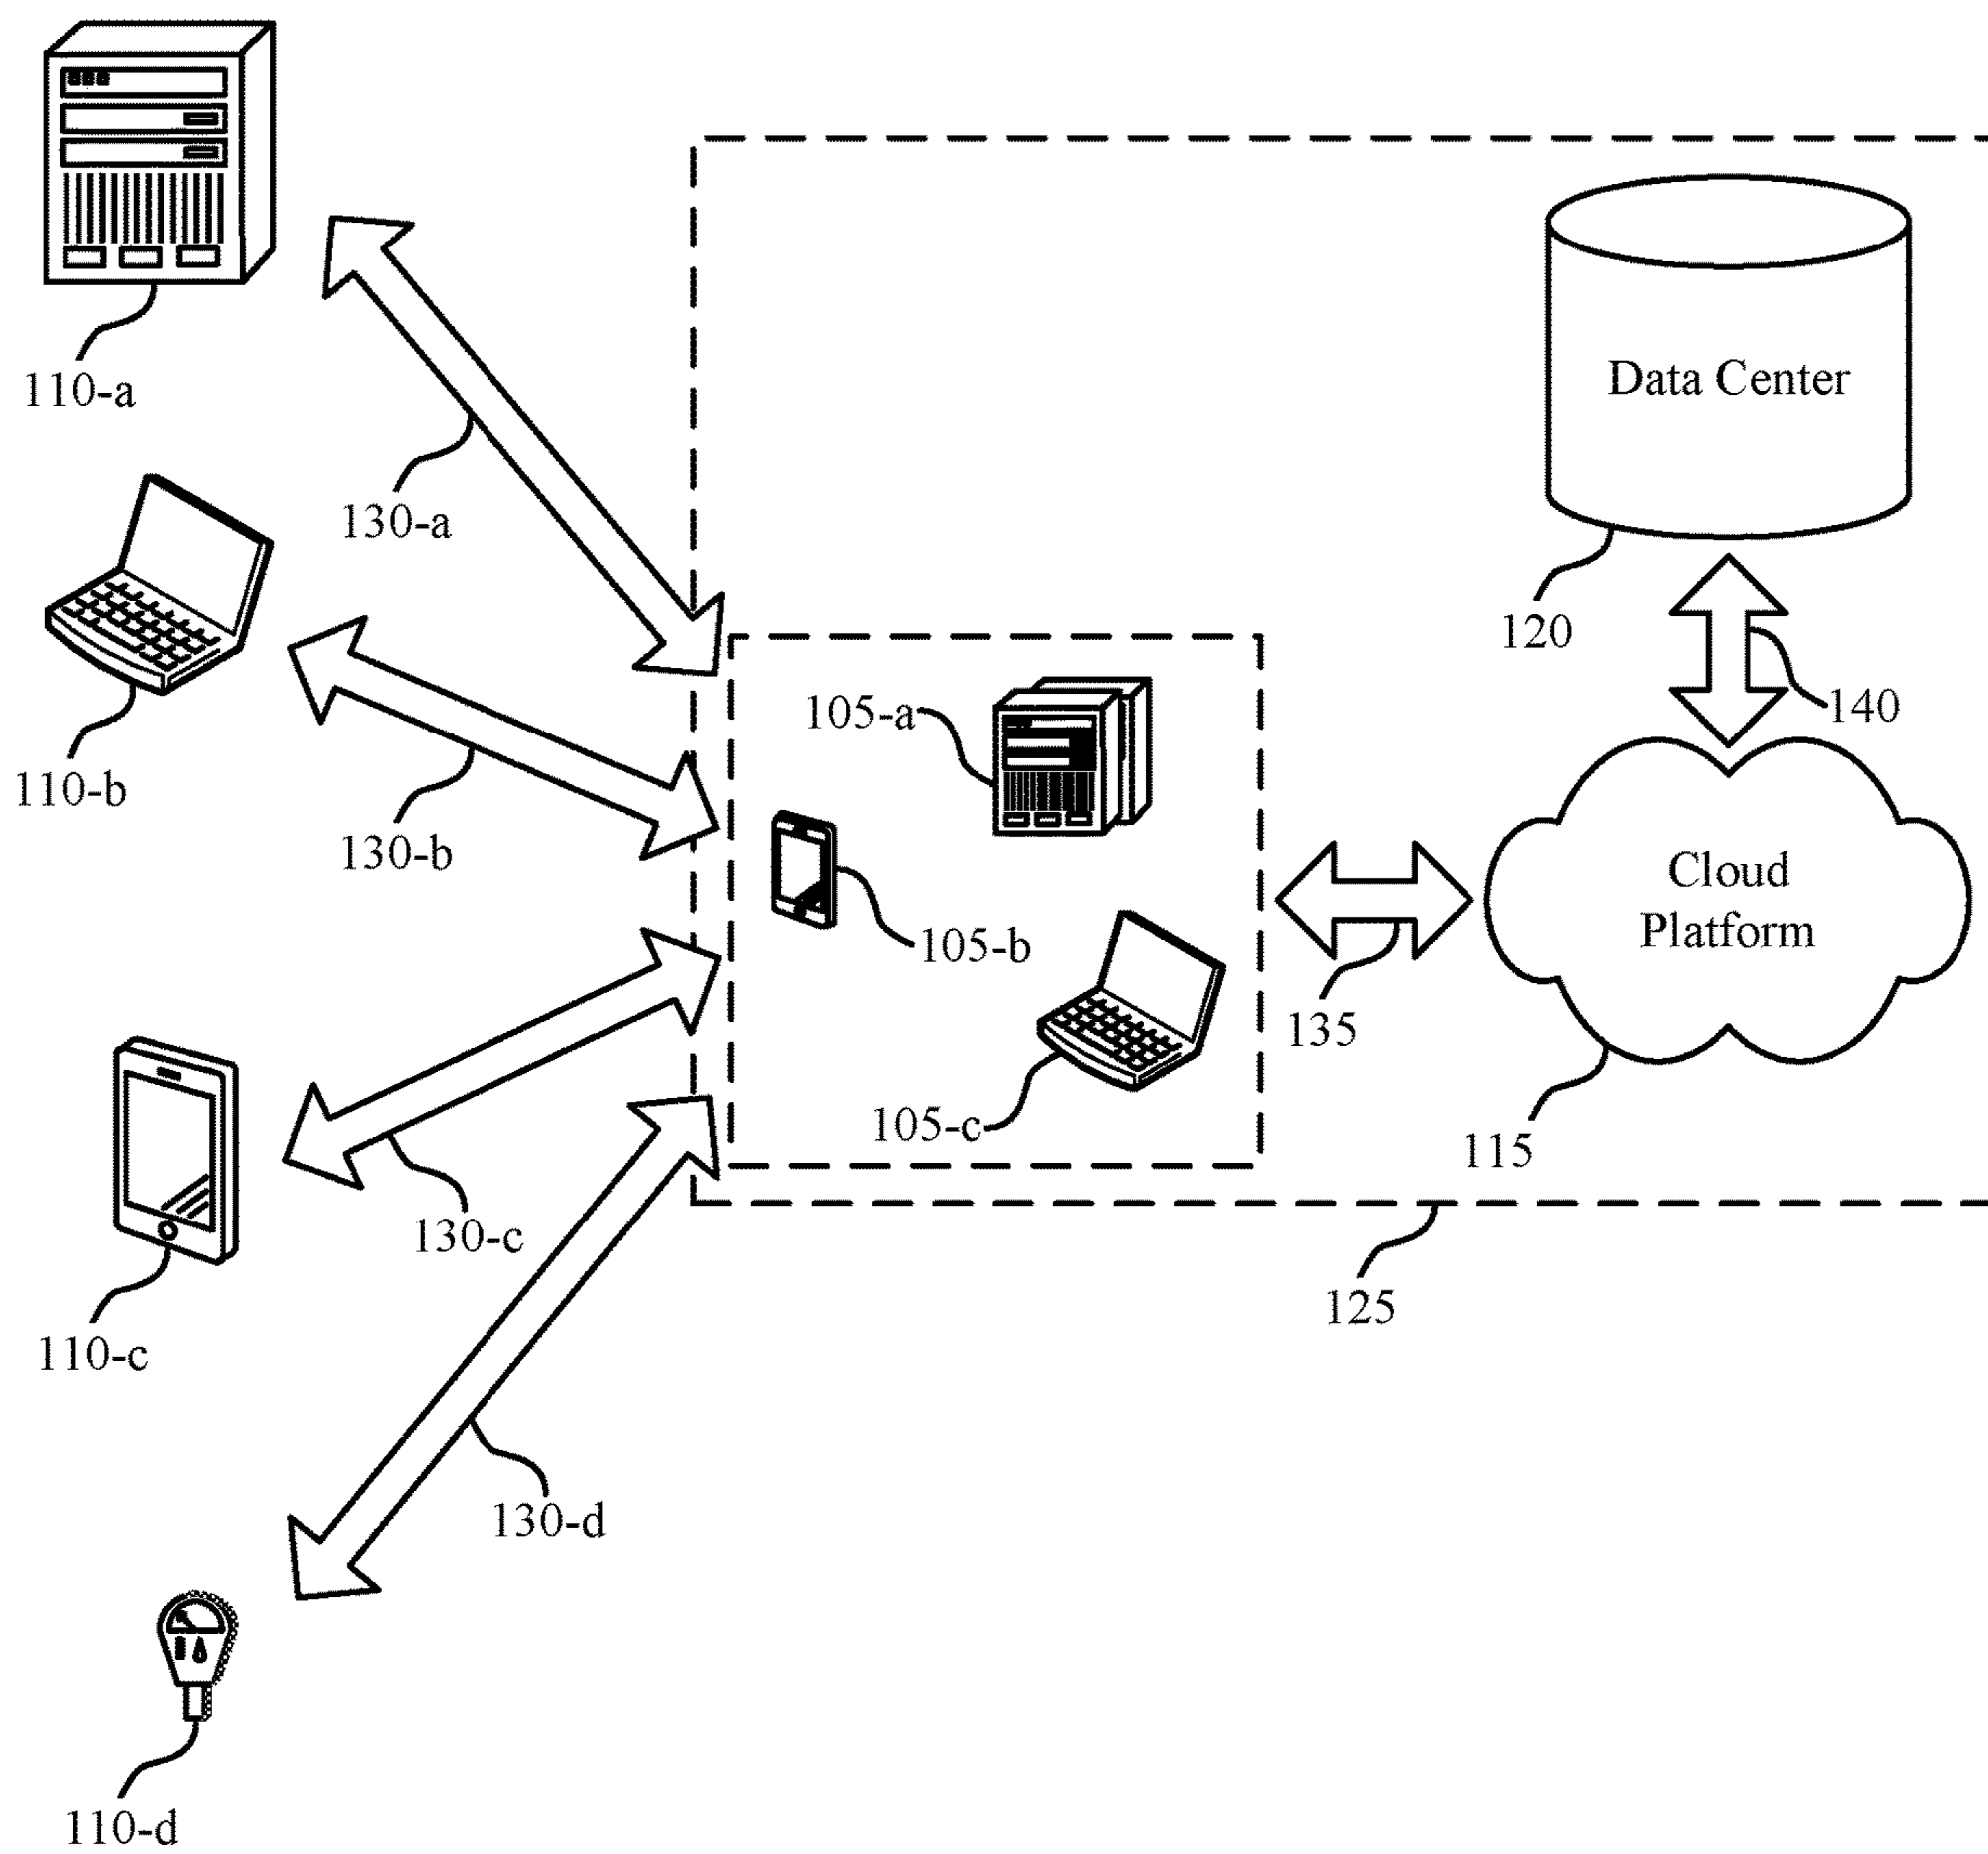 110-a
130-a
110-b
130-b
110-c
130-c
130-d
110-d
Data Center
120
140
105-a
105-b
105-c
135
Cloud
Platform
115
125